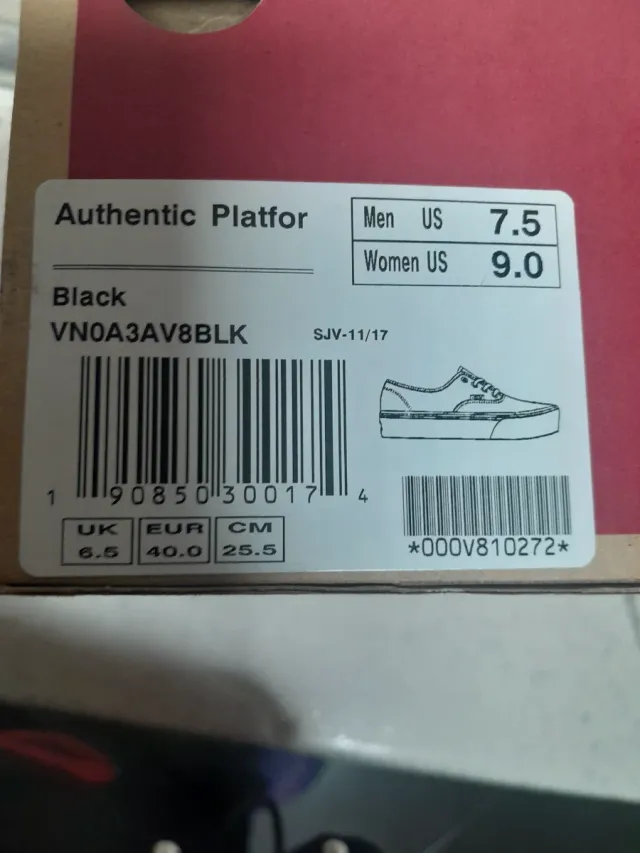 Authentic Platfor
Men US 7.5
Women US 9.0
Black
VN0A3AV8BLK
SJV-11/17
1 90850 30017 4
UK EUR CM
6.5 40.0 25.5
*000V810272*